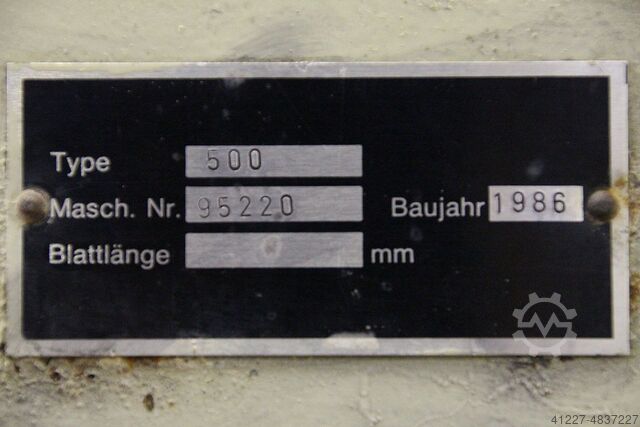 Type 500
Masch. Nr. 95220 Baujahr 1986
Blattlänge mm
41227-4837227